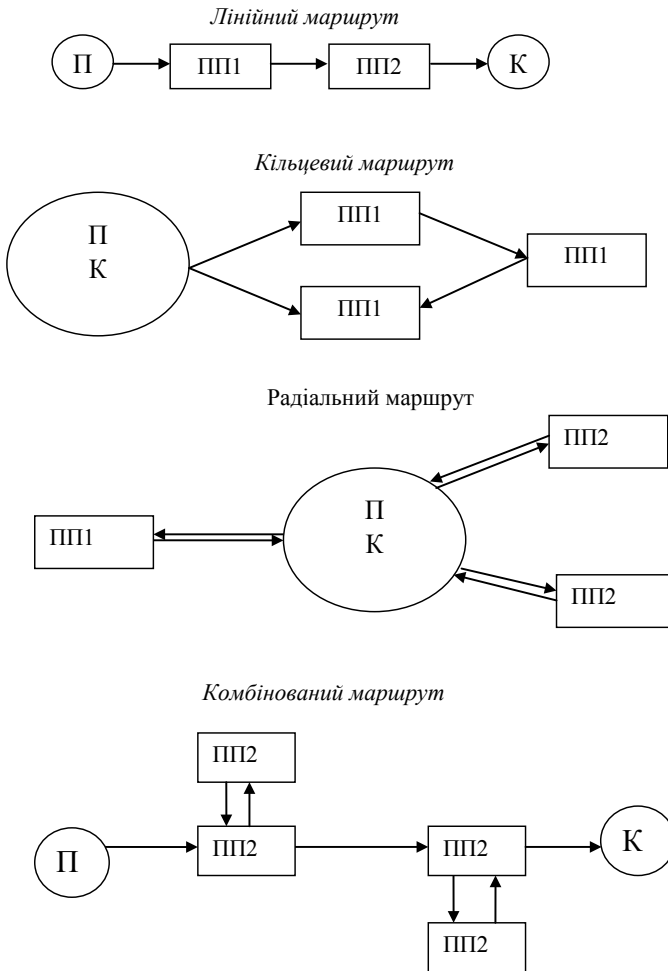 Лінійний маршрут
П
ПП1
ПП2
К
Кільцевий маршрут
П
К
ПП1
ПП1
ПП1
Радіальний маршрут
ПП2
П
К
ПП1
ПП2
Комбінований маршрут
ПП2
П
ПП2
ПП2
К
ПП2